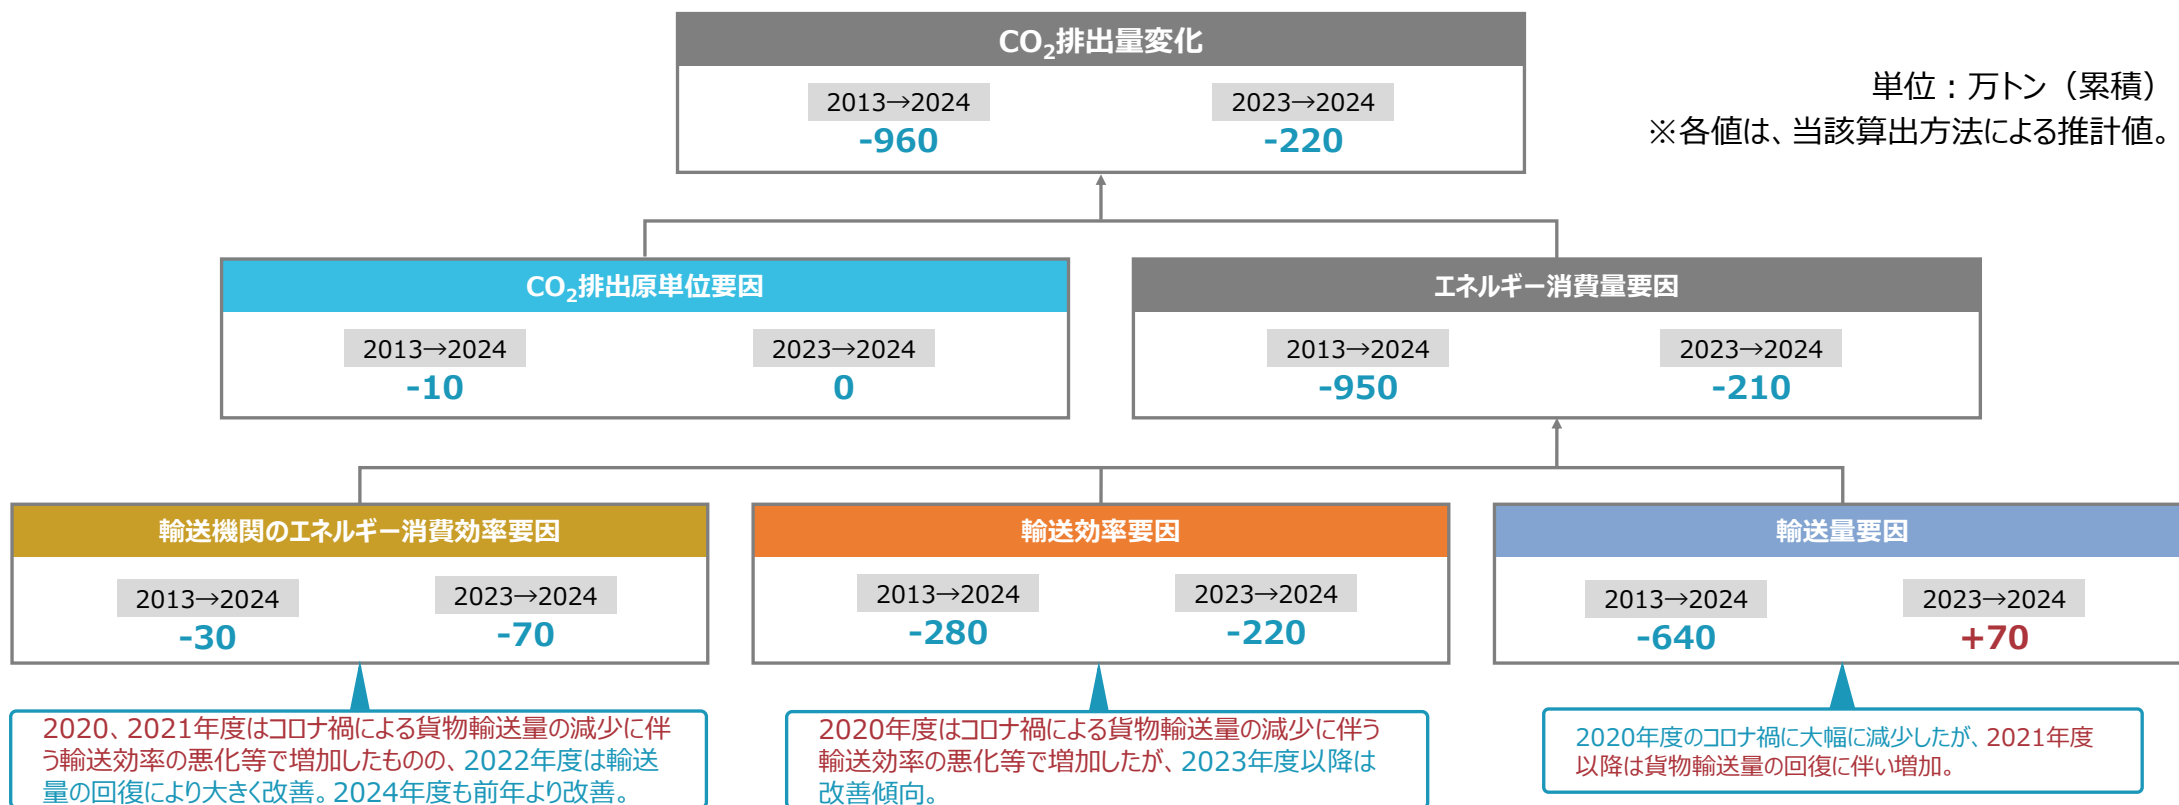 CO2排出量変化
2013→2024
2023→2024
-960
-220
単位：万トン（累積）
※各値は、当該算出方法による推計値。
CO2排出原単位要因
2013→2024
2023→2024
-10
0
エネルギー消費量要因
2013→2024
2023→2024
-950
-210
輸送機関のエネルギー消費効率要因
2013→2024
2023→2024
-30
-70
輸送効率要因
2013→2024
2023→2024
-280
-220
輸送量要因
2013→2024
2023→2024
-640
+70
2020、2021年度はコロナ禍による貨物輸送量の減少に伴
う輸送効率の悪化等で増加したものの、2022年度は輸送
量の回復により大きく改善。2024年度も前年より改善。
2020年度はコロナ禍による貨物輸送量の減少に伴う
輸送効率の悪化等で増加したが、2023年度以降は
改善傾向。
2020年度のコロナ禍に大幅に減少したが、2021年度
以降は貨物輸送量の回復に伴い増加。